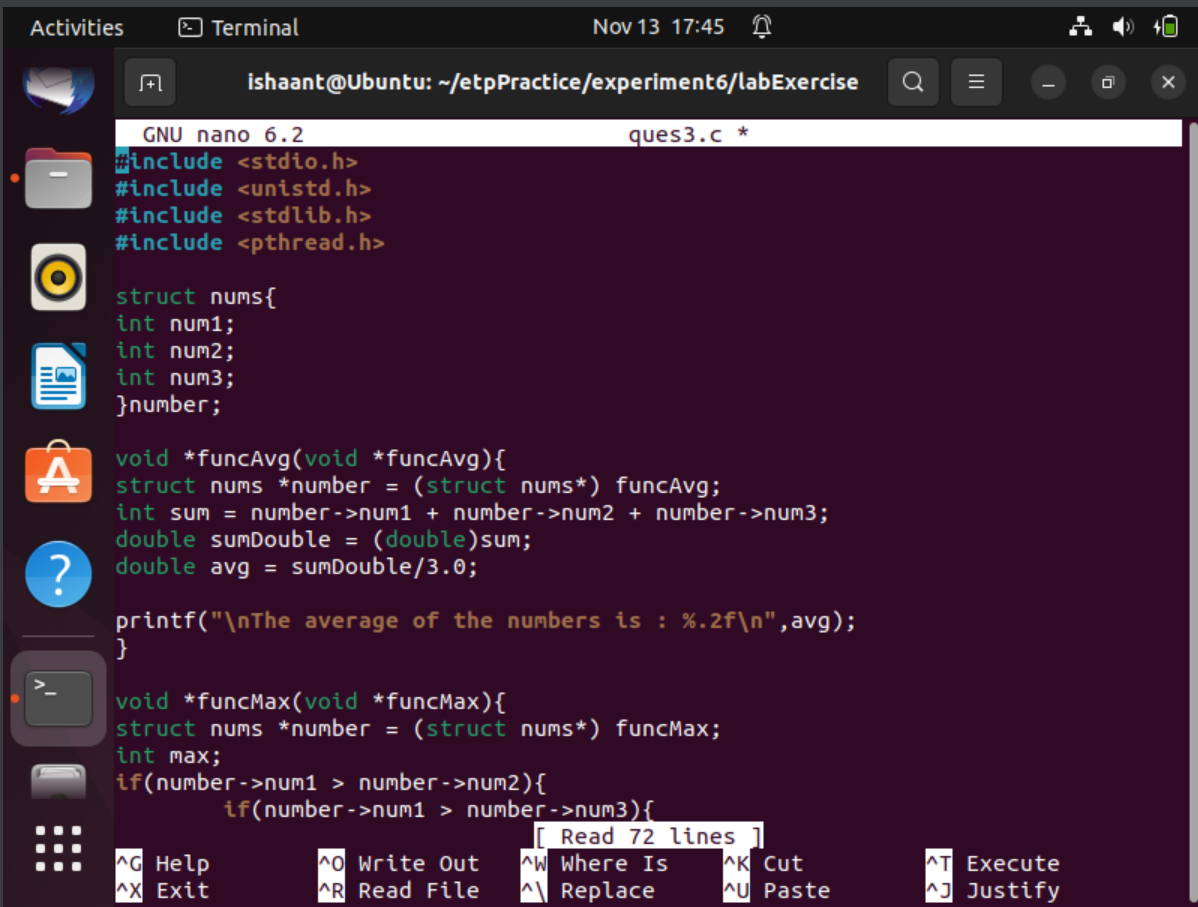 Activities Terminal Nov 13 17:45
ishaant@Ubuntu: ~/etpPractice/experiment6/labExercise
GNU nano 6.2 ques3.c *
#include <stdio.h>
#include <unistd.h>
#include <stdlib.h>
#include <pthread.h>
struct nums{
int num1;
int num2;
int num3;
}number;
void *funcAvg(void *funcAvg){
struct nums *number = (struct nums*) funcAvg;
int sum = number->num1 + number->num2 + number->num3;
double sumDouble = (double)sum;
double avg = sumDouble/3.0;
printf("\nThe average of the numbers is : %.2f\n",avg);
}
void *funcMax(void *funcMax){
struct nums *number = (struct nums*) funcMax;
int max;
if(number->num1 > number->num2){
        if(number->num1 > number->num3){
[ Read 72 lines ]
^G Help ^O Write Out ^W Where Is ^K Cut ^T Execute
^X Exit ^R Read File ^\ Replace ^U Paste ^J Justify